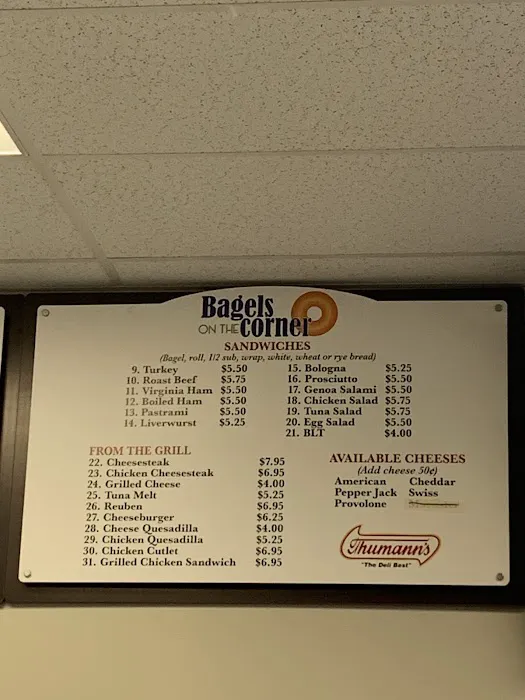 Bagels
ON THE corner
SANDWICHES
(Bagel, roll, 1/2 sub, wrap, white, wheat or rye bread)
9. Turkey $5.50
10. Roast Beef $5.75
11. Virginia Ham $5.50
12. Boiled Ham $5.50
13. Pastrami $5.50
14. Liverwurst $5.25
15. Bologna $5.25
16. Prosciutto $5.50
17. Genoa Salami $5.50
18. Chicken Salad $5.75
19. Tuna Salad $5.75
20. Egg Salad $5.50
21. BLT $4.00
FROM THE GRILL
22. Cheesesteak $7.95
23. Chicken Cheesesteak $6.95
24. Grilled Cheese $4.00
25. Tuna Melt $5.25
26. Reuben $6.95
27. Cheeseburger $6.25
28. Cheese Quesadilla $4.00
29. Chicken Quesadilla $5.25
30. Chicken Cutlet $6.95
31. Grilled Chicken Sandwich $6.95
AVAILABLE CHEESES
(Add cheese 50¢)
American Cheddar
Pepper Jack Swiss
Provolone
Thumann's
"The Deli Best"